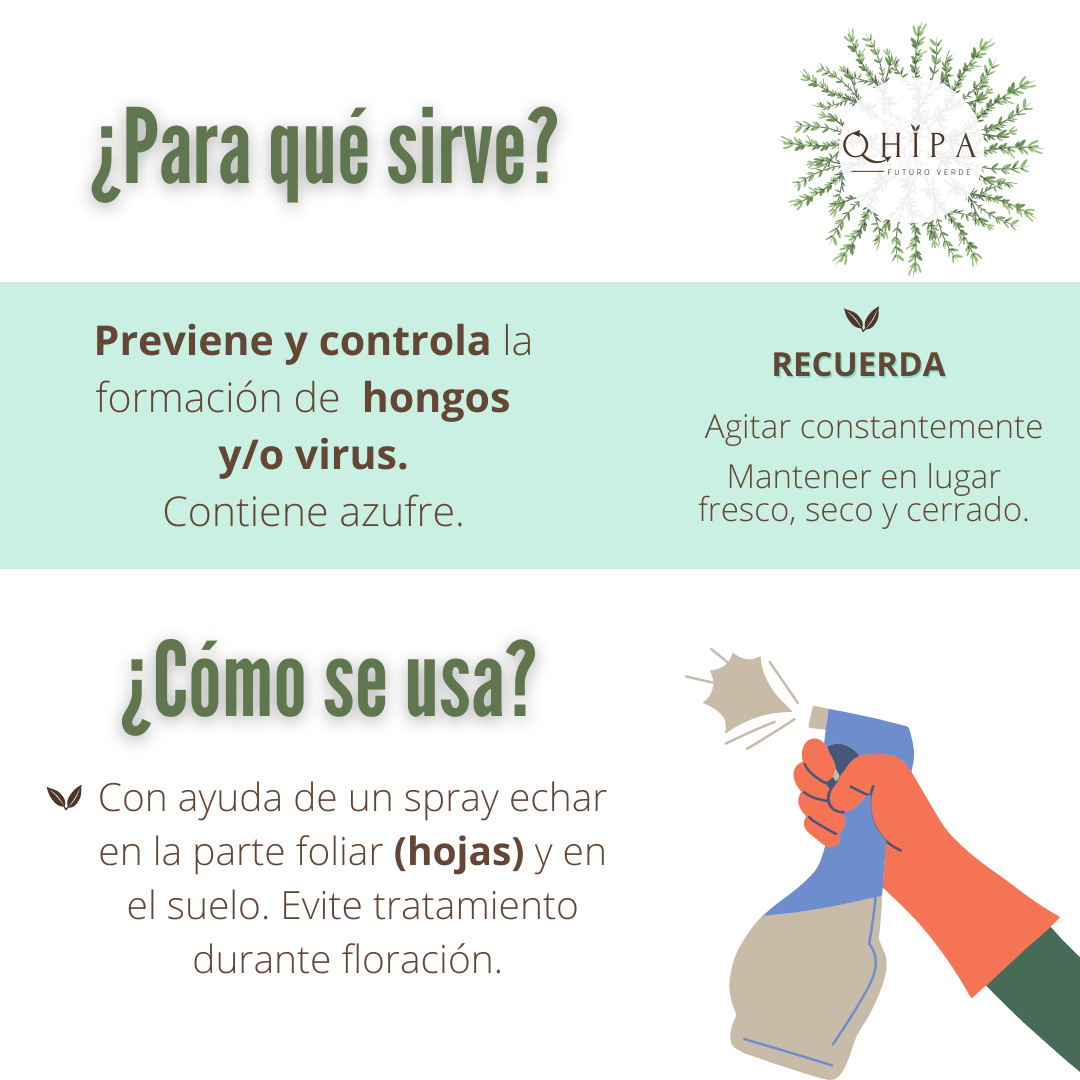 ¿Para qué sirve?
QHIPA
FUTURO VERDE
Previene y controla la
formación de hongos
y/o virus.
Contiene azufre.
RECUERDA
Agitar constantemente
Mantener en lugar
fresco, seco y cerrado.
¿Cómo se usa?
Con ayuda de un spray echar
en la parte foliar (hojas) y en
el suelo. Evite tratamiento
durante floración.